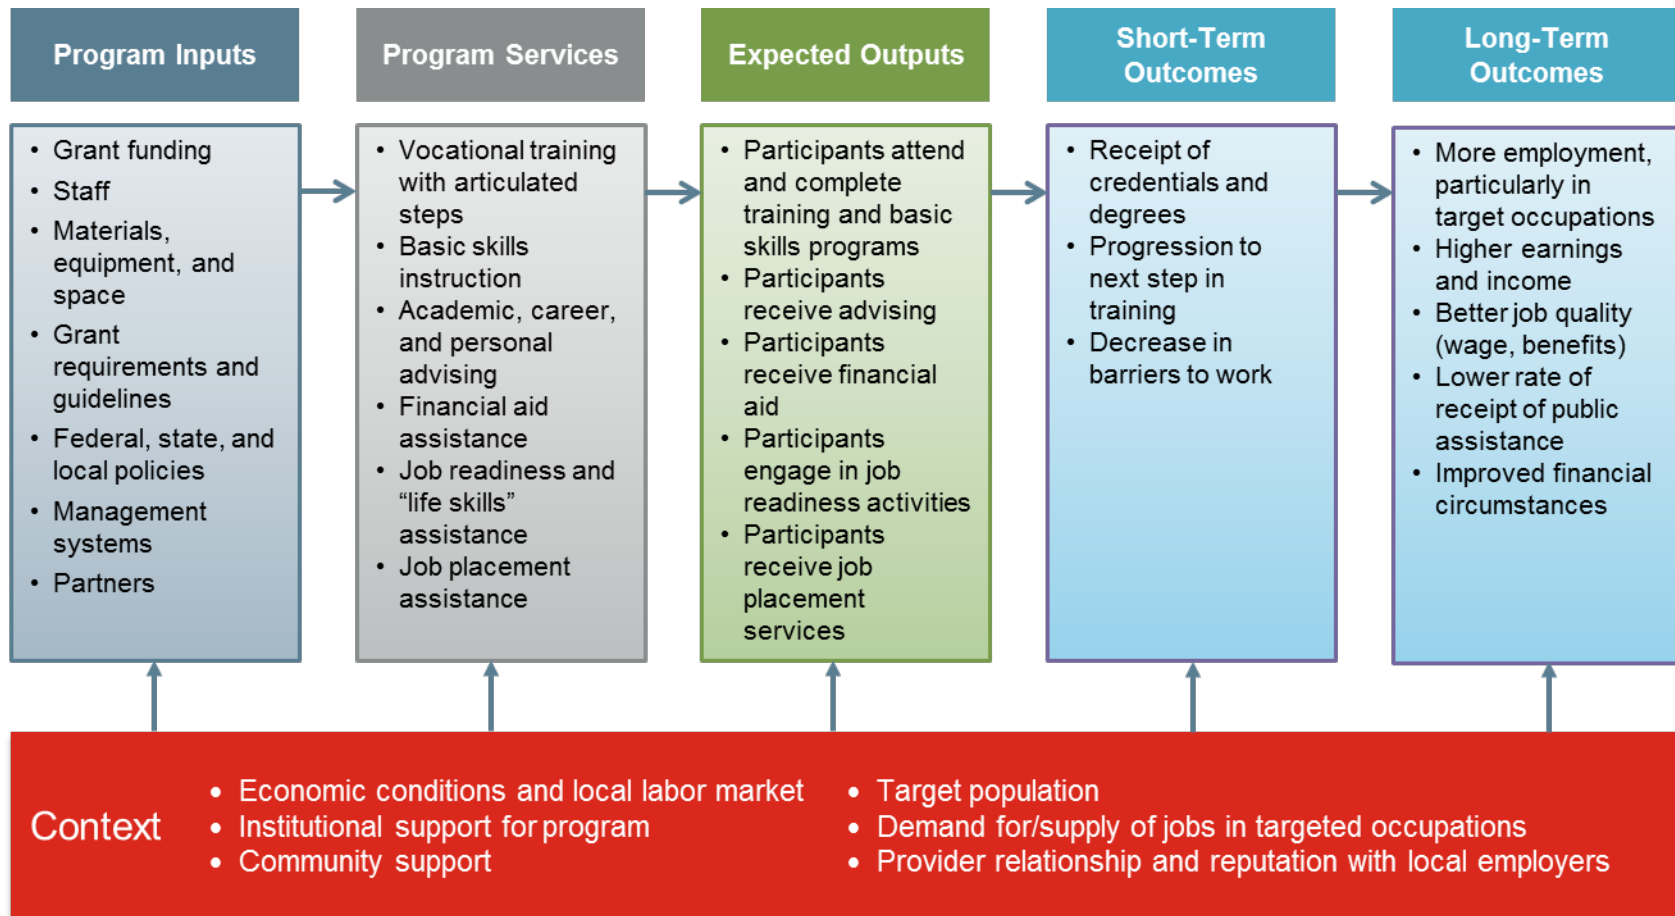 Program Inputs
Program Services
Expected Outputs
Short-Term
Outcomes
Long-Term
Outcomes
• Grant funding
• Staff
• Materials,
equipment, and
space
• Grant
requirements and
guidelines
• Federal, state, and
local policies
• Management
systems
• Partners
• Vocational training
with articulated
steps
• Basic skills
instruction
• Academic, career,
and personal
advising
• Financial aid
assistance
• Job readiness and
“life skills”
assistance
• Job placement
assistance
• Participants attend
and complete
training and basic
skills programs
• Participants
receive advising
• Participants
receive financial
aid
• Participants
engage in job
readiness activities
• Participants
receive job
placement
services
• Receipt of
credentials and
degrees
• Progression to
next step in
training
• Decrease in
barriers to work
• More employment,
particularly in
target occupations
• Higher earnings
and income
• Better job quality
(wage, benefits)
• Lower rate of
receipt of public
assistance
• Improved financial
circumstances
Context
• Economic conditions and local labor market
• Institutional support for program
• Community support
• Target population
• Demand for/supply of jobs in targeted occupations
• Provider relationship and reputation with local employers